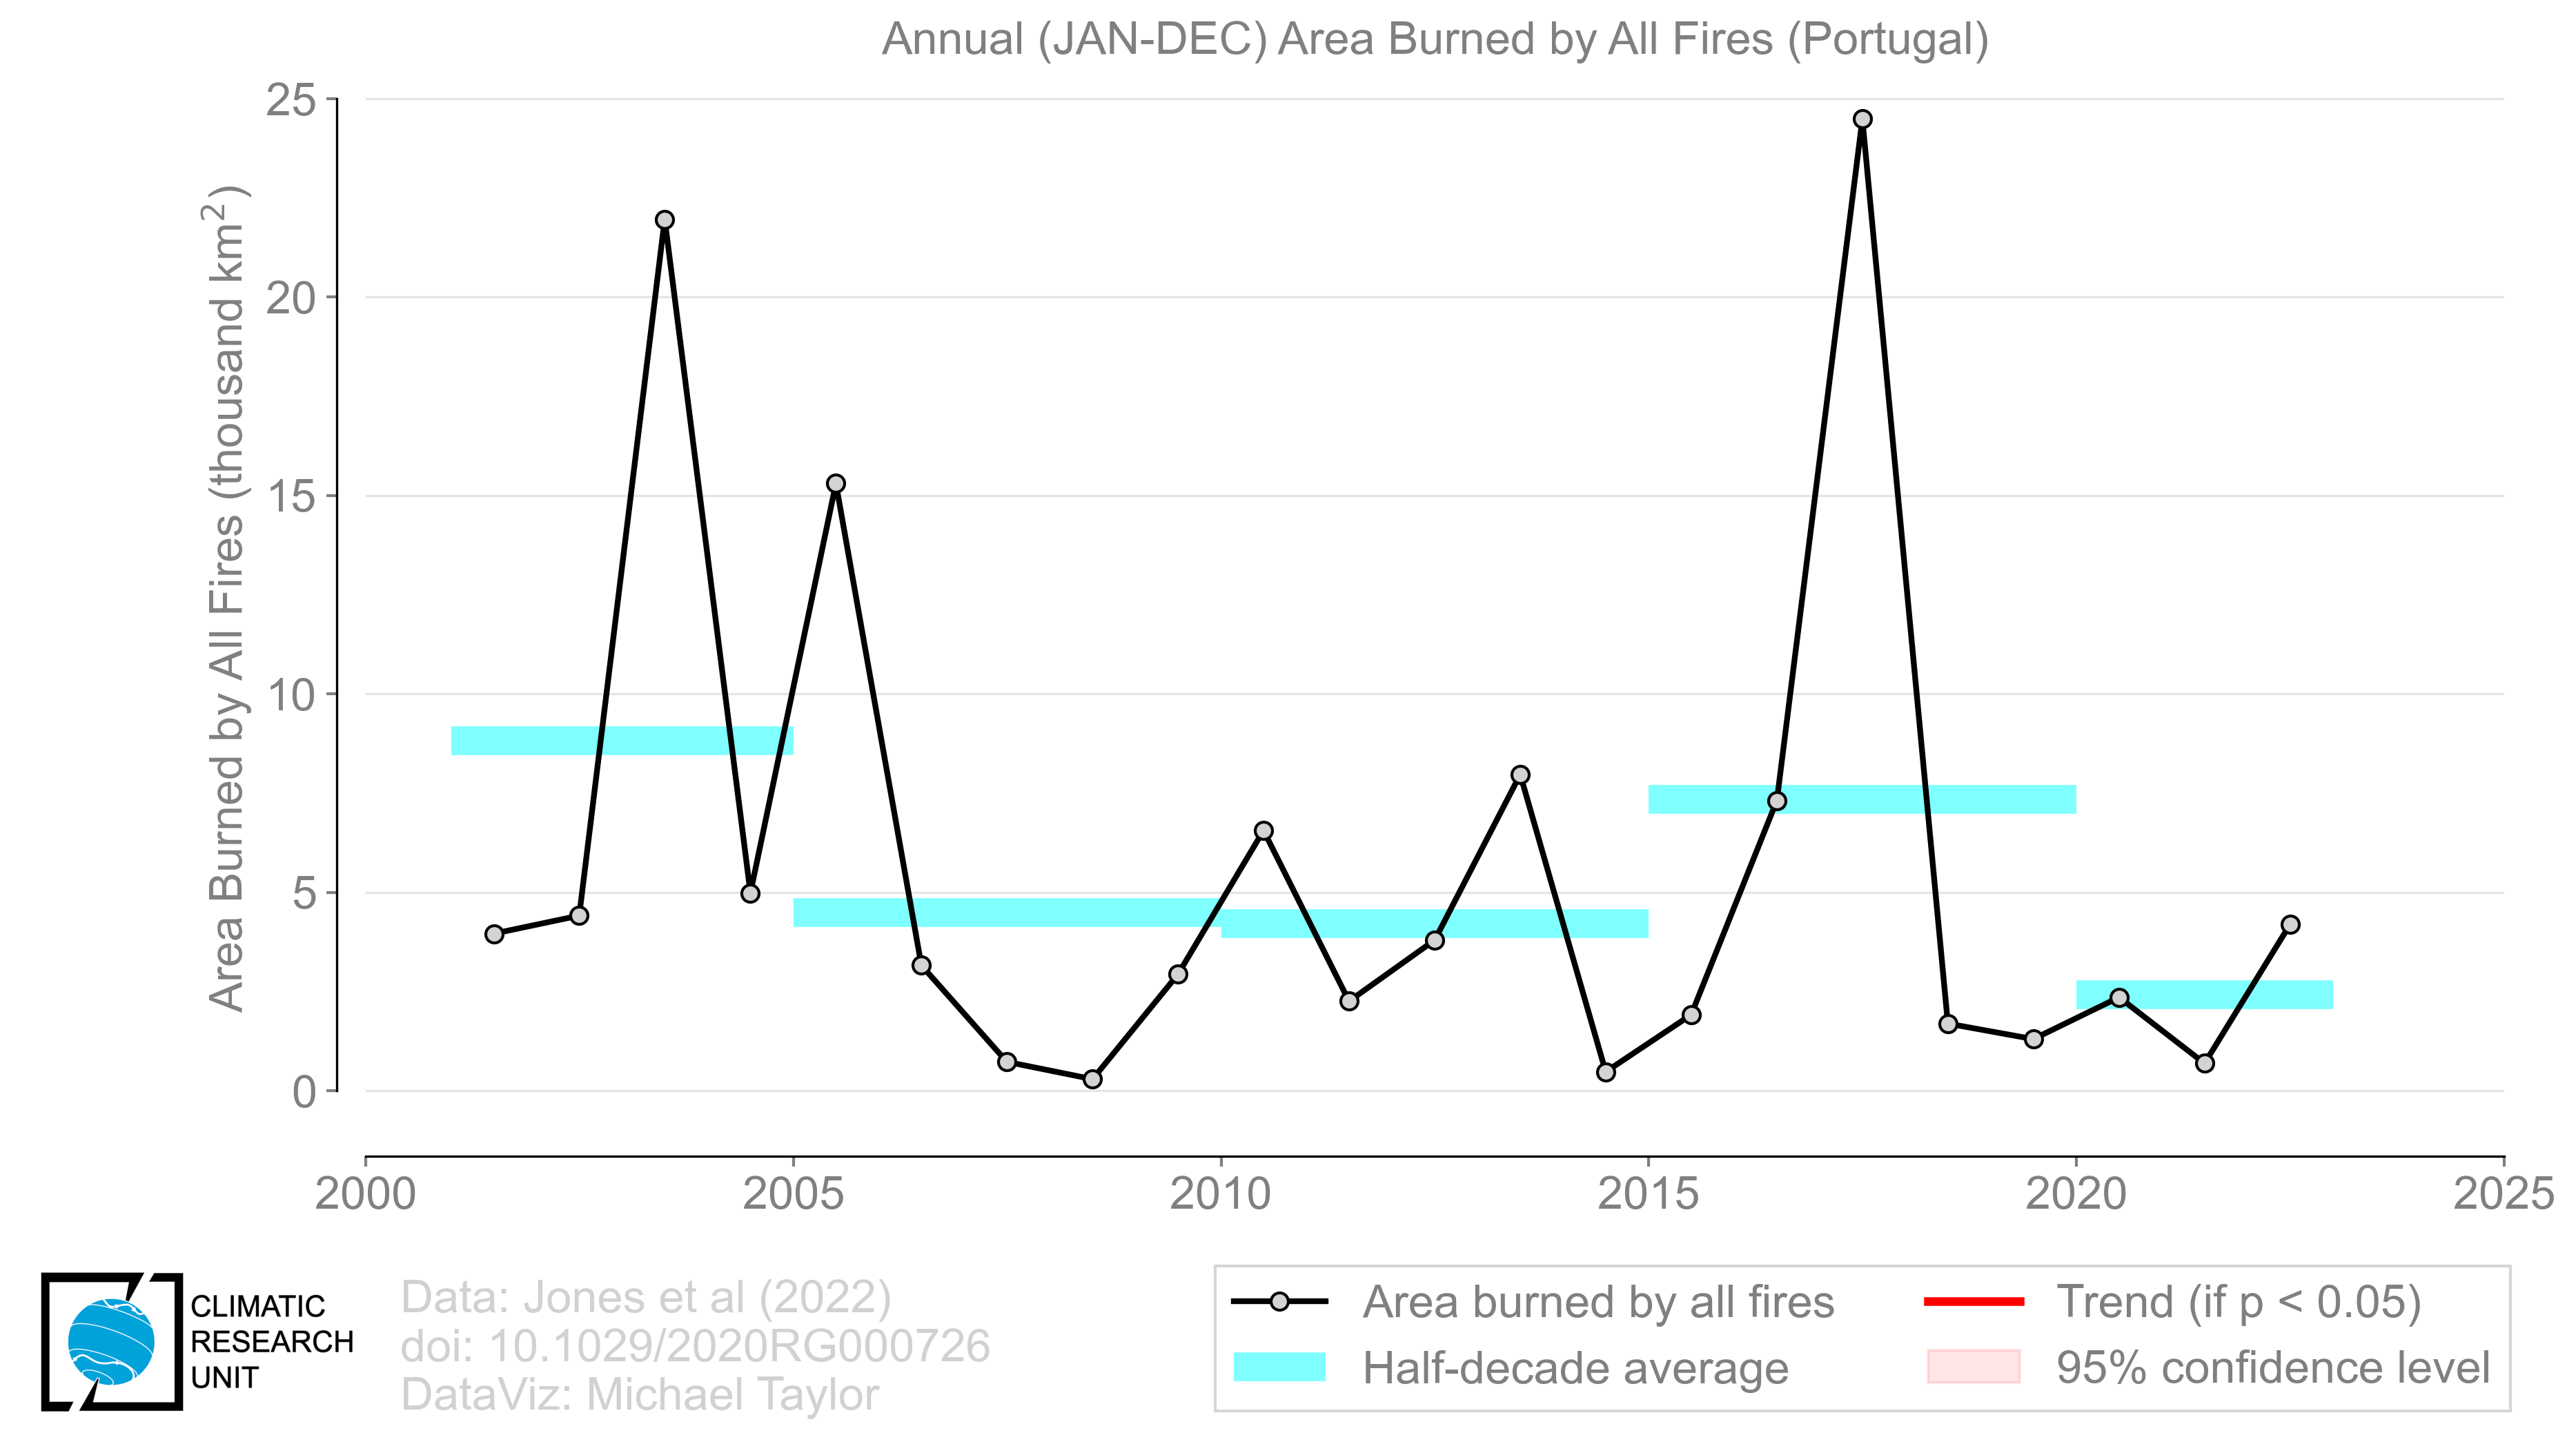 Annual (JAN-DEC) Area Burned by All Fires (Portugal)
Area Burned by All Fires (thousand km²)
25
20
15
10
5
0
2000 2005 2010 2015 2020 2025
CLIMATIC
RESEARCH
UNIT
Data: Jones et al (2022)
doi: 10.1029/2020RG000726
DataViz: Michael Taylor
Area burned by all fires
Half-decade average
Trend (if p < 0.05)
95% confidence level